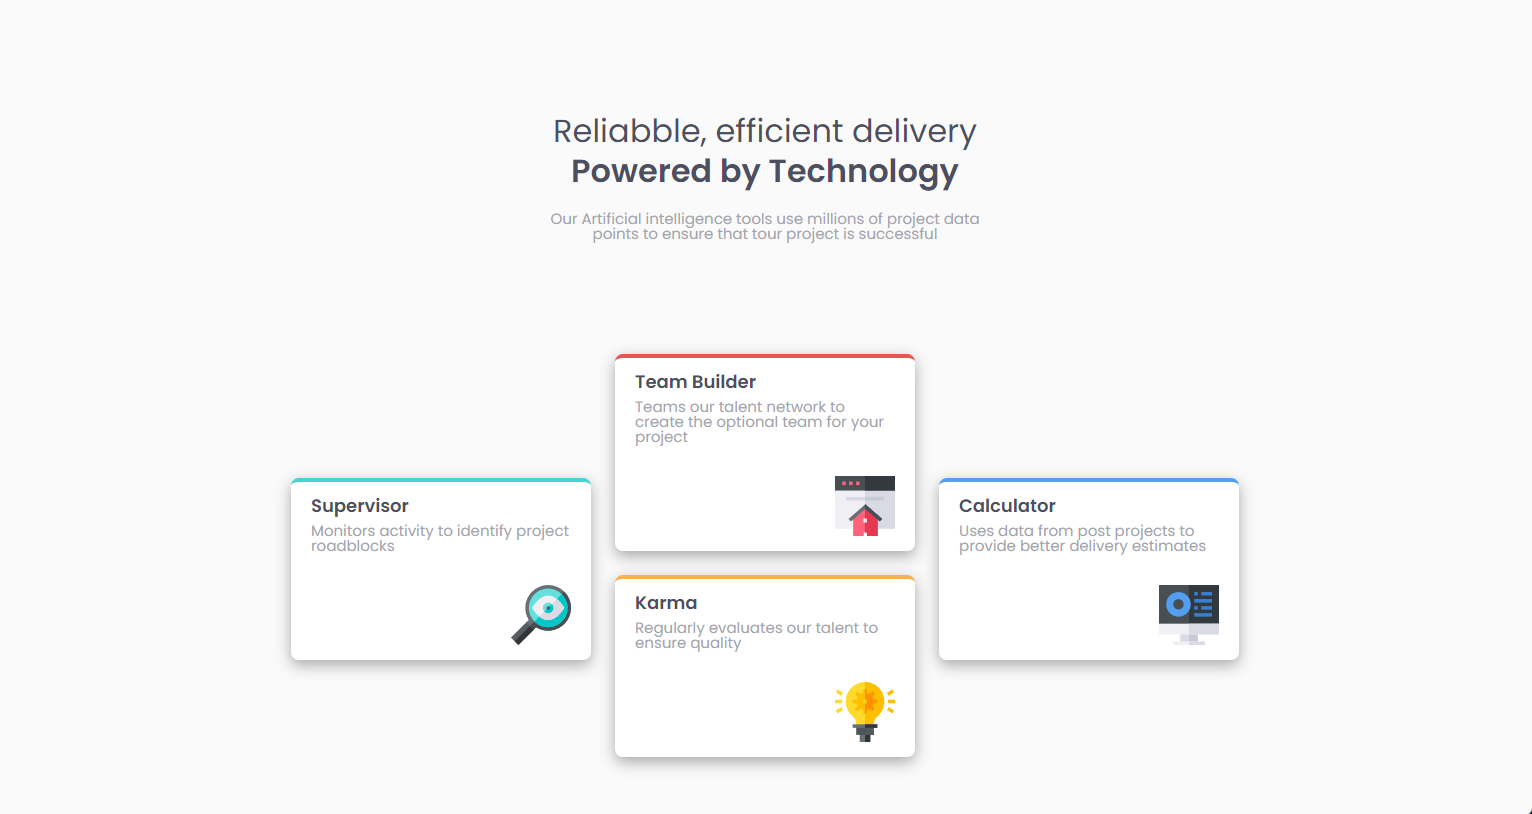 Reliabble, efficient delivery
Powered by Technology
Our Artificial intelligence tools use millions of project data
points to ensure that tour project is successful
Team Builder
Teams our talent network to
create the optional team for your
project
Supervisor
Monitors activity to identify project
roadblocks
Calculator
Uses data from post projects to
provide better delivery estimates
Karma
Regularly evaluates our talent to
ensure quality